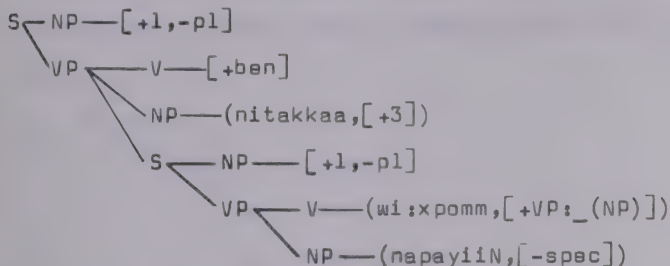 S NP [+1,-pl]
VP V [+ben]
NP (nitakkaa,[+3])
S NP [+1,-pl]
VP V (wi:xpomm,[+VP:_(NP)])
NP (napayiiN,[-spec])